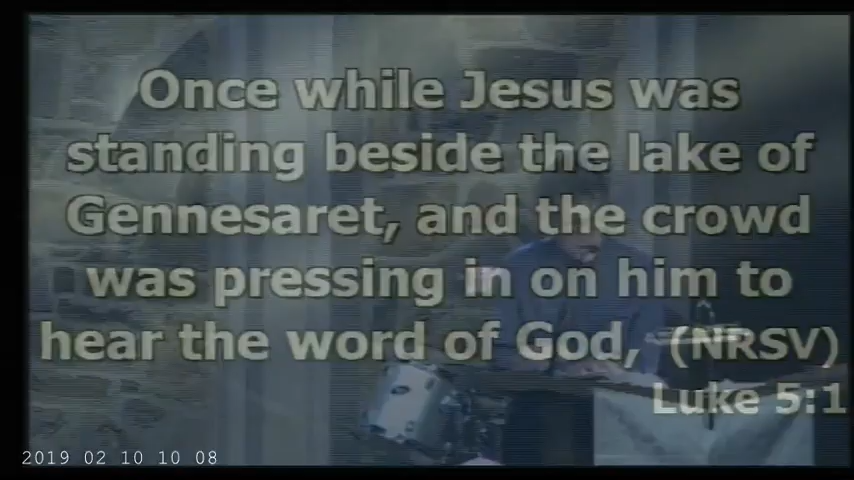 Once while Jesus was
standing beside the lake of
Gennesaret, and the crowd
was pressing in on him to
hear the word of God, (NRSV)
Luke 5:1
2019 02 10 10 08